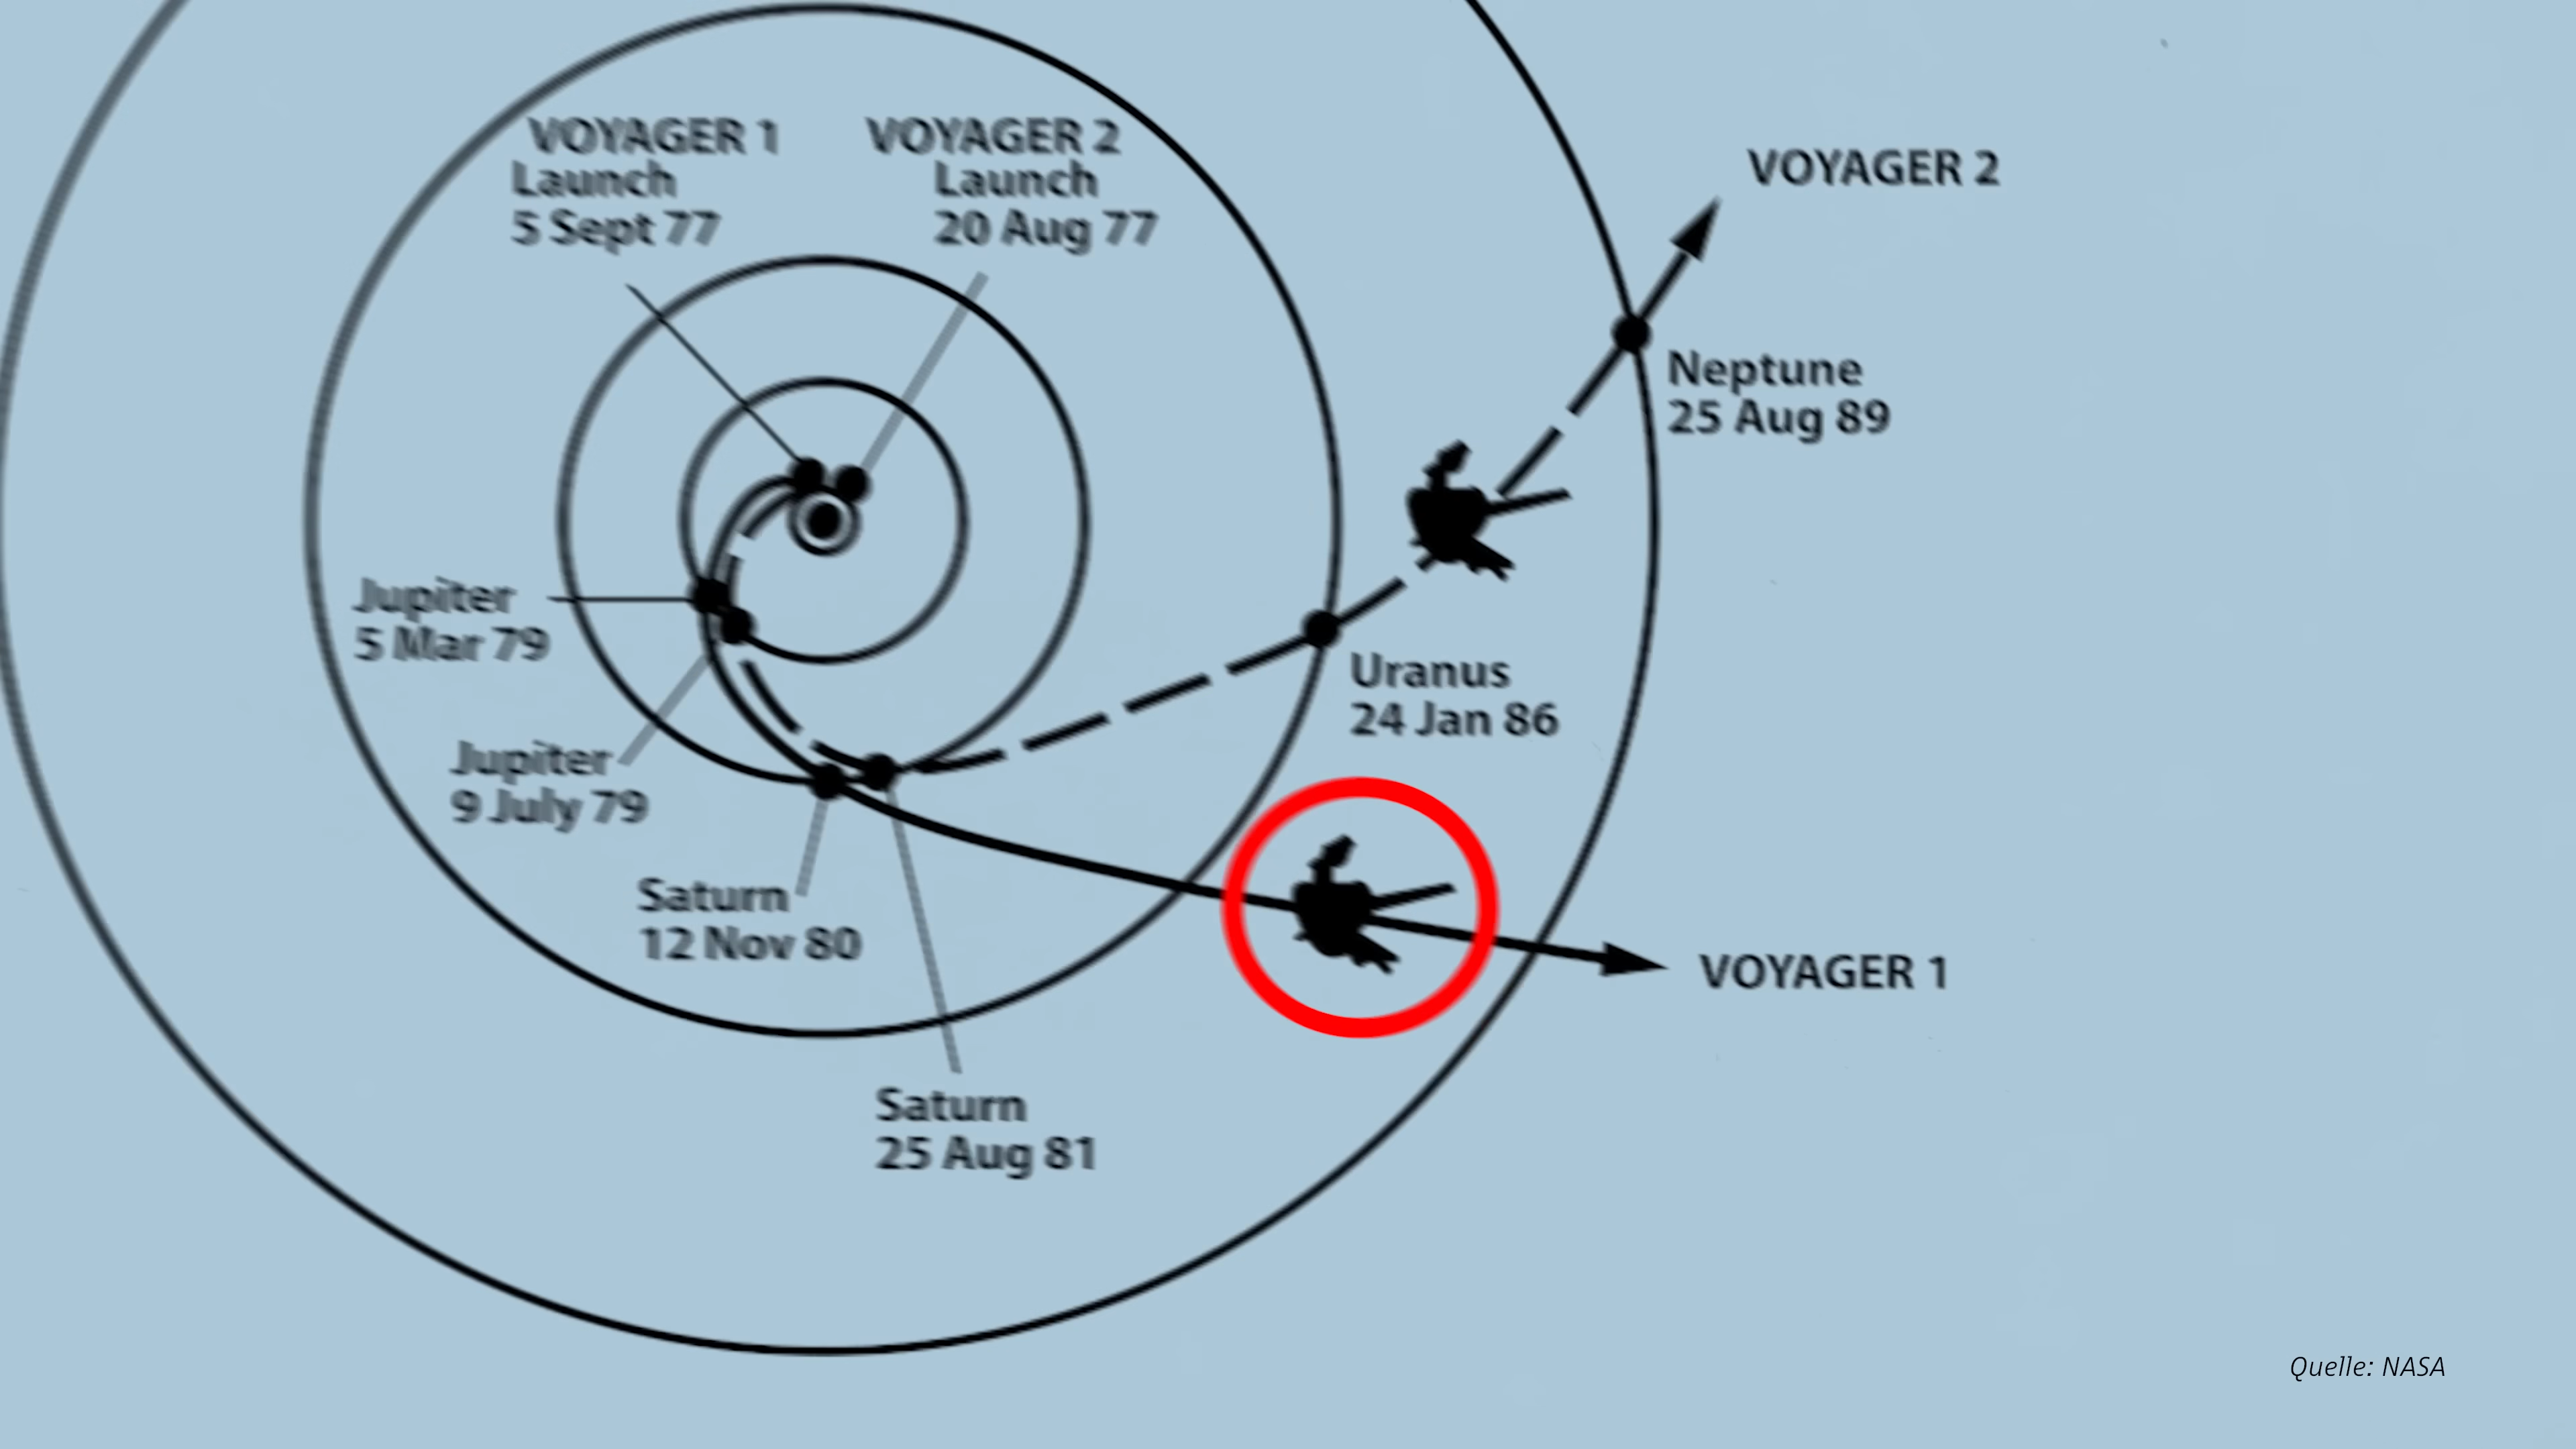 VOYAGER 1
Launch
5 Sept 77
VOYAGER 2
Launch
20 Aug 77
VOYAGER 2
Neptune
25 Aug 89
Jupiter
5 Mar 79
Uranus
24 Jan 86
Jupiter
9 July 79
Saturn
12 Nov 80
VOYAGER 1
Saturn
25 Aug 81
Quelle: NASA